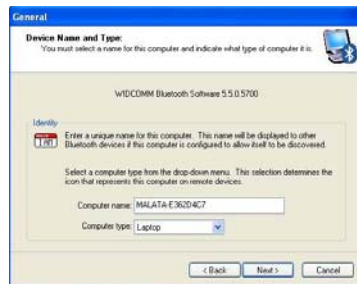 General
Device Name and Type:
You must select a name for this computer and indicate what type of computer it is.
WIDCOMM Bluetooth Software 5.5.0.5700
Identity
Enter a unique name for this computer. This name will be displayed to other
Bluetooth devices if this computer is configured to allow itself to be discovered.
Select a computer type from the drop-down menu. This selection determines the
icon that represents this computer on remote devices.
Computer name: MALATA-E362D4C7
Computer type: Laptop
< Back Next > Cancel